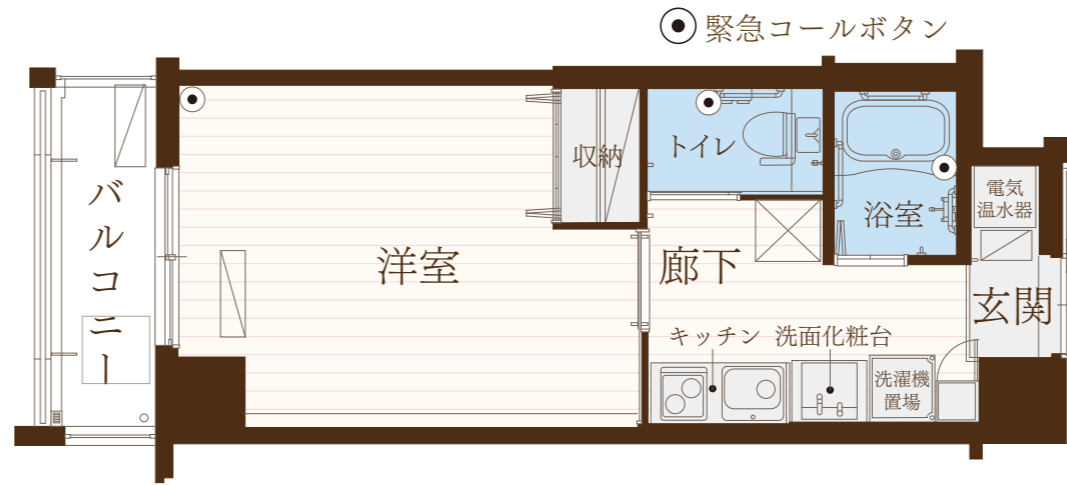 緊急コールボタン
バルコニー
洋室
収納
トイレ
浴室
電気
温水器
廊下
玄関
キッチン
洗面化粧台
洗濯機
置場